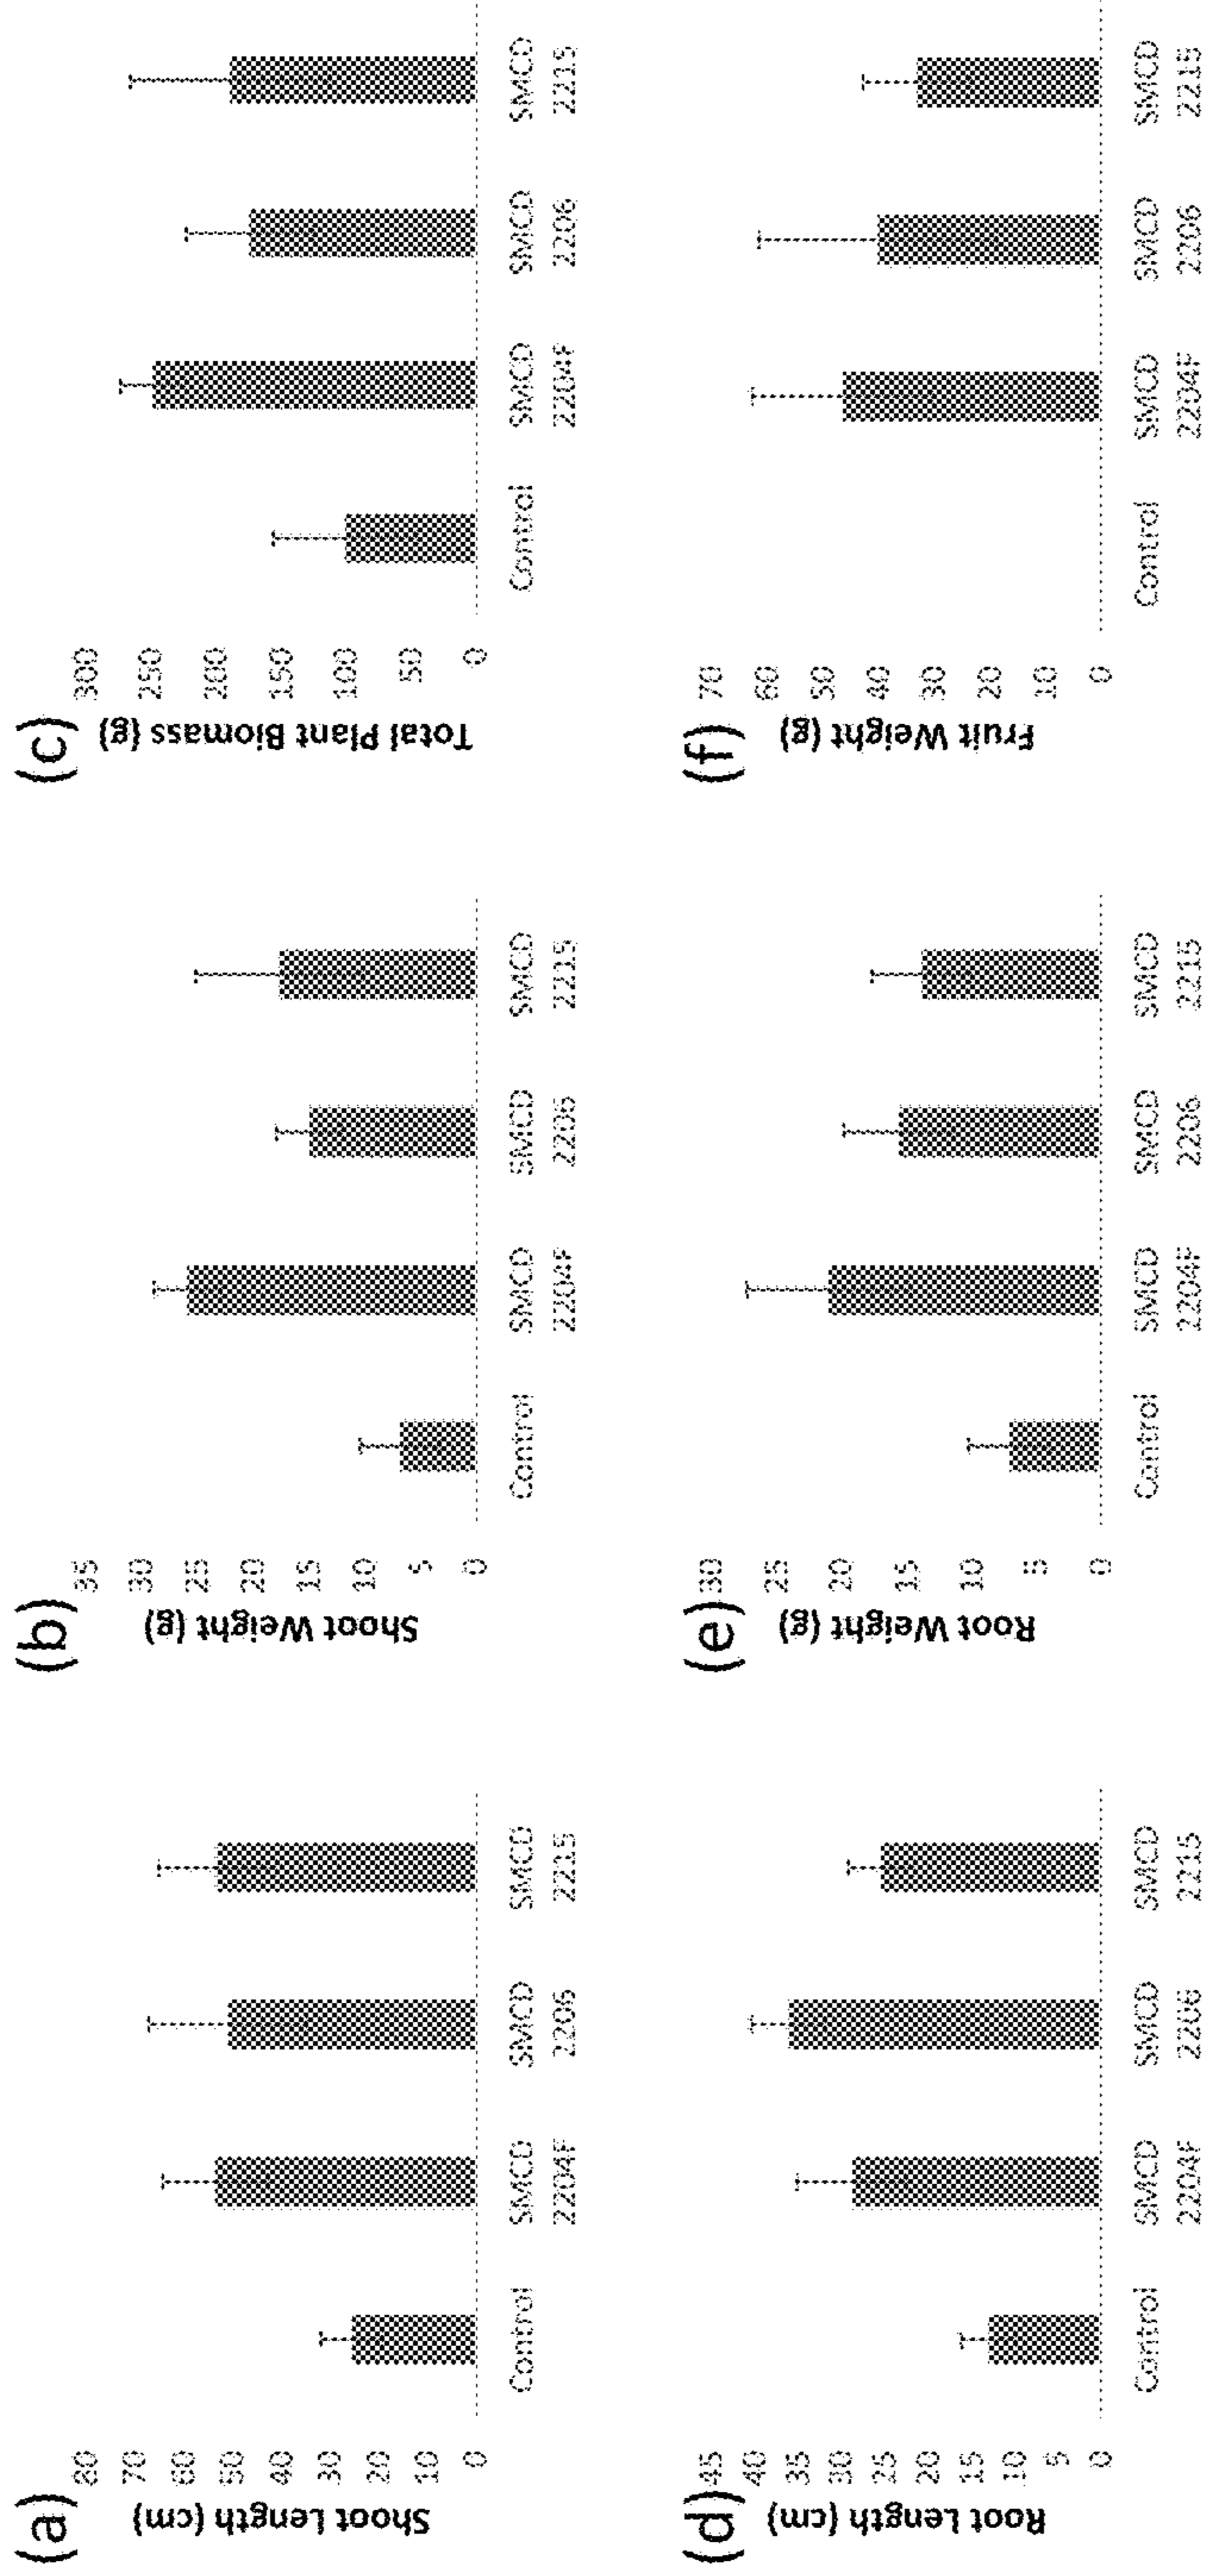 (a)
Shoot Length (cm)
80
70
60
50
40
30
20
10
0
Control
SMCD
2204F
SMCD
2206
SMCD
2215
(b)
Shoot Weight (g)
35
30
25
20
15
10
5
0
Control
SMCD
2204F
SMCD
2206
SMCD
2215
(c)
Total Plant Biomass (g)
300
250
200
150
100
50
0
Control
SMCD
2204F
SMCD
2206
SMCD
2215
(d)
Root Length (cm)
45
40
35
30
25
20
15
10
5
0
Control
SMCD
2204F
SMCD
2206
SMCD
2215
(e)
Root Weight (g)
30
25
20
15
10
5
0
Control
SMCD
2204F
SMCD
2206
SMCD
2215
(f)
Fruit Weight (g)
70
60
50
40
30
20
10
0
Control
SMCD
2204F
SMCD
2206
SMCD
2215